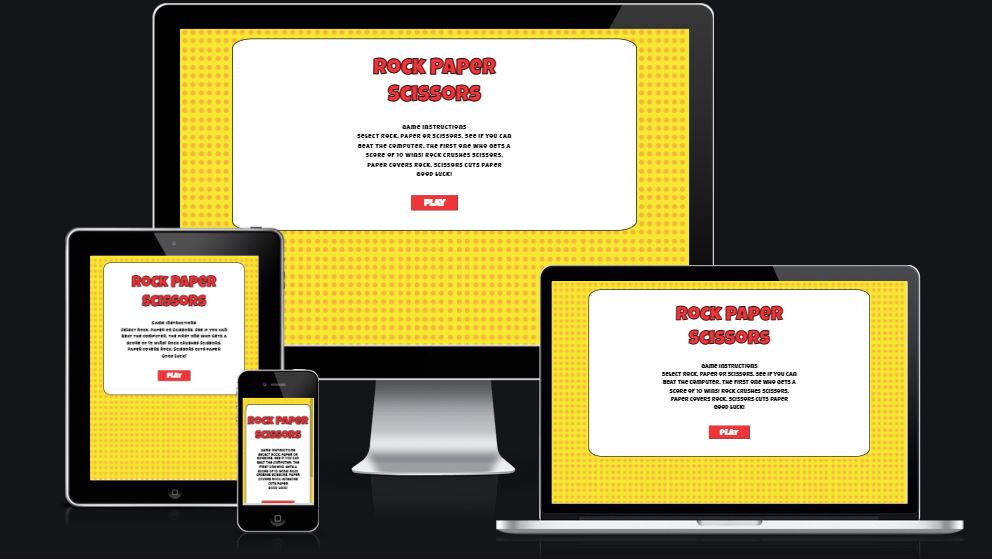 ROCK PAPER
SCISSORS
GAME INSTRUCTIONS
SELECT ROCK, PAPER OR SCISSORS. SEE IF YOU CAN
BEAT THE COMPUTER. THE FIRST ONE WHO GETS A
SCORE OF 10 WINS! ROCK CRUSHES SCISSORS,
PAPER COVERS ROCK, SCISSORS CUTS PAPER
GOOD LUCK!
PLAY
ROCK PAPER
SCISSORS
GAME INSTRUCTIONS
SELECT ROCK, PAPER OR SCISSORS. SEE IF YOU CAN
BEAT THE COMPUTER. THE FIRST ONE WHO GETS A
SCORE OF 10 WINS! ROCK CRUSHES SCISSORS,
PAPER COVERS ROCK, SCISSORS CUTS PAPER
GOOD LUCK!
PLAY
ROCK PAPER
SCISSORS
GAME INSTRUCTIONS
SELECT ROCK, PAPER OR
SCISSORS. SEE IF YOU CAN
BEAT THE COMPUTER. THE
FIRST ONE WHO GETS A
SCORE OF 10 WINS! ROCK
CRUSHES SCISSORS, PAPER
COVERS ROCK, SCISSORS
CUTS PAPER
GOOD LUCK!
ROCK PAPER
SCISSORS
GAME INSTRUCTIONS
SELECT ROCK, PAPER OR SCISSORS. SEE IF YOU CAN
BEAT THE COMPUTER. THE FIRST ONE WHO GETS A
SCORE OF 10 WINS! ROCK CRUSHES SCISSORS,
PAPER COVERS ROCK, SCISSORS CUTS PAPER
GOOD LUCK!
PLAY